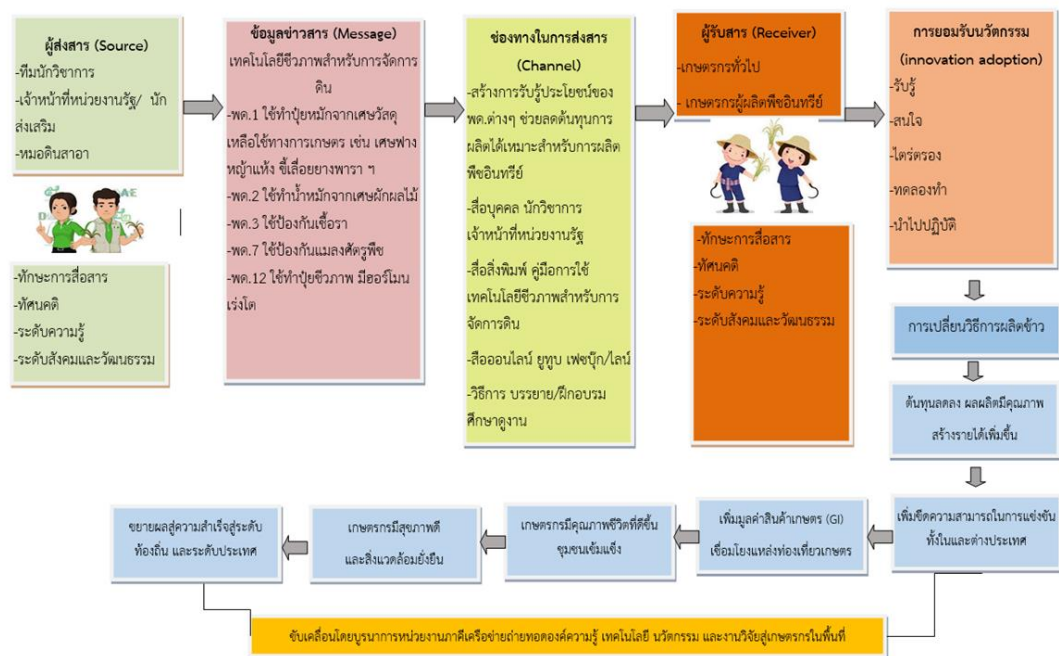 ผู้ส่งสาร (Source)
-ทีมนักวิชาการ
-เจ้าหน้าที่หน่วยงานรัฐ/ นัก
ส่งเสริม
-หมอดินสาอา
-ทักษะการสื่อสาร
-ทัศนคติ
-ระดับความรู้
-ระดับสังคมและวัฒนธรรม
ข้อมูลข่าวสาร (Message)
เทคโนโลยีชีวภาพสำหรับการจัดการ
ดิน
-พด.1 ใช้ทำปุ๋ยหมักจากเศษวัสดุ
เหลือใช้ทางการเกษตร เช่น เศษฟาง
หญ้าแห้ง ขี้เลื่อยยางพารา ฯ
-พด.2 ใช้ทำน้ำหมักจากเศษผักผลไม้
-พด.3 ใช้ป้องกันเชื้อรา
-พด.7 ใช้ป้องกันแมลงศัตรูพืช
-พด.12 ใช้ทำปุ๋ยชีวภาพ มีฮอร์โมน
เร่งโต
ช่องทางในการส่งสาร
(Channel)
-สร้างการรับรู้ประโยชน์ของ
พด.ต่างๆ ช่วยลดต้นทุนการ
ผลิตได้เหมาะสำหรับการผลิต
พืชอินทรีย์
-สื่อบุคคล นักวิชาการ
เจ้าหน้าที่หน่วยงานรัฐ
-สื่อสิ่งพิมพ์ คู่มือการใช้
เทคโนโลยีชีวภาพสำหรับการ
จัดการดิน
-สือออนไลน์ ยูทูบ เฟซบุ๊ก/ไลน์
-วิธีการ บรรยาย/ฝึกอบรม
ศึกษาดูงาน
ผู้รับสาร (Receiver)
-เกษตรกรทั่วไป
- เกษตรกรผู้ผลิตพืชอินทรีย์
-ทักษะการสื่อสาร
-ทัศนคติ
-ระดับความรู้
-ระดับสังคมและวัฒนธรรม
การยอมรับนวัตกรรม
(innovation adoption)
-รับรู้
-สนใจ
-ไตร่ตรอง
-ทดลองทำ
-นำไปปฏิบัติ
การเปลี่ยนวิธีการผลิตข้าว
ต้นทุนลดลง ผลผลิตมีคุณภาพ
สร้างรายได้เพิ่มขึ้น
เพิ่มขีดความสามารถในการแข่งขัน
ทั้งในและต่างประเทศ
เพิ่มมูลค่าสินค้าเกษตร (GI)
เชื่อมโยงแหล่งท่องเที่ยวเกษตร
เกษตรกรมีคุณภาพชีวิตที่ดีขึ้น
ชุมชนเข้มแข็ง
เกษตรกรมีสุขภาพดี
และสิ่งแวดล้อมยั่งยืน
ขยายผลสู่ความสำเร็จสู่ระดับ
ท้องถิ่น และระดับประเทศ
ขับเคลื่อนโดยบูรนาการหน่วยงานภาคีเครือข่ายถ่ายทอดองค์ความรู้ เทคโนโลยี นวัตกรรม และงานวิจัยสู่เกษตรกรในพื้นที่